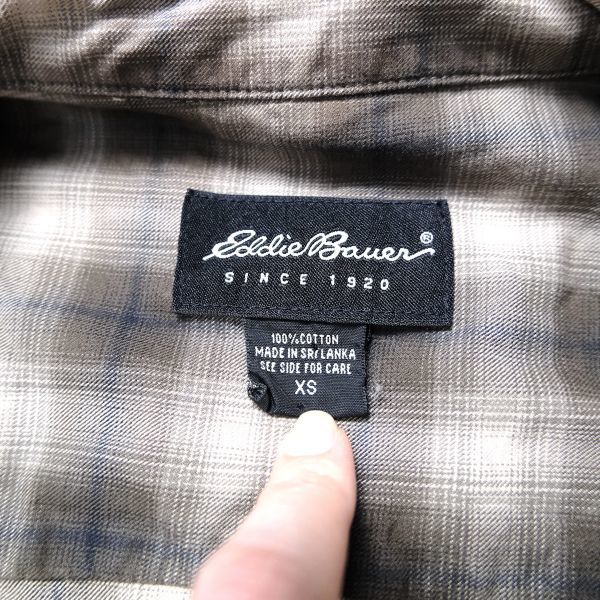 Eddie Bauer®
SINCE 1920
100% COTTON
MADE IN SRI LANKA
SEE SIDE FOR CARE
XS